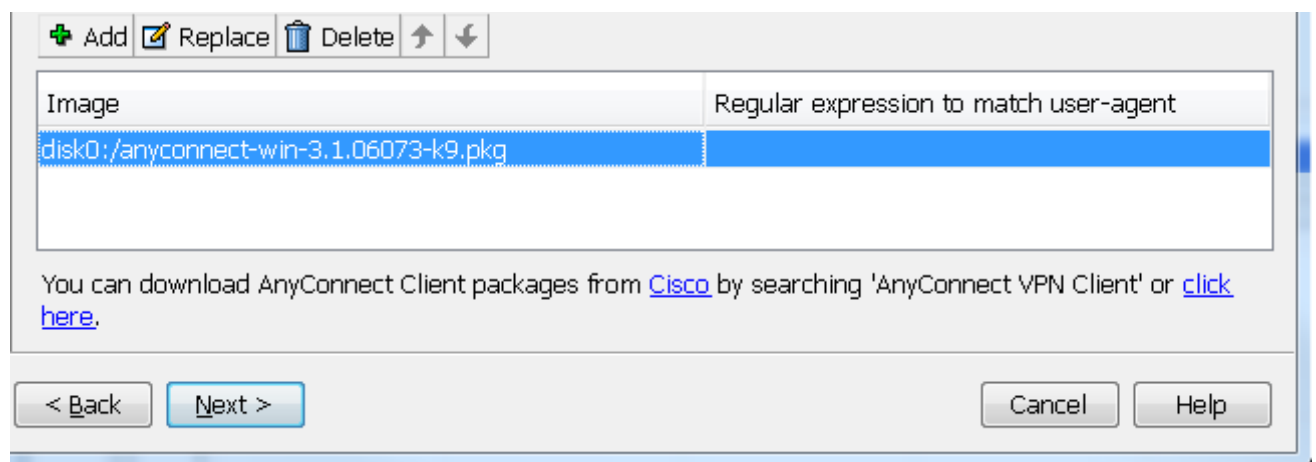 Add Replace Delete
Image Regular expression to match user-agent
disk0:/anyconnect-win-3.1.06073-k9.pkg
You can download AnyConnect Client packages from Cisco by searching 'AnyConnect VPN Client' or click
here.
< Back Next > Cancel Help